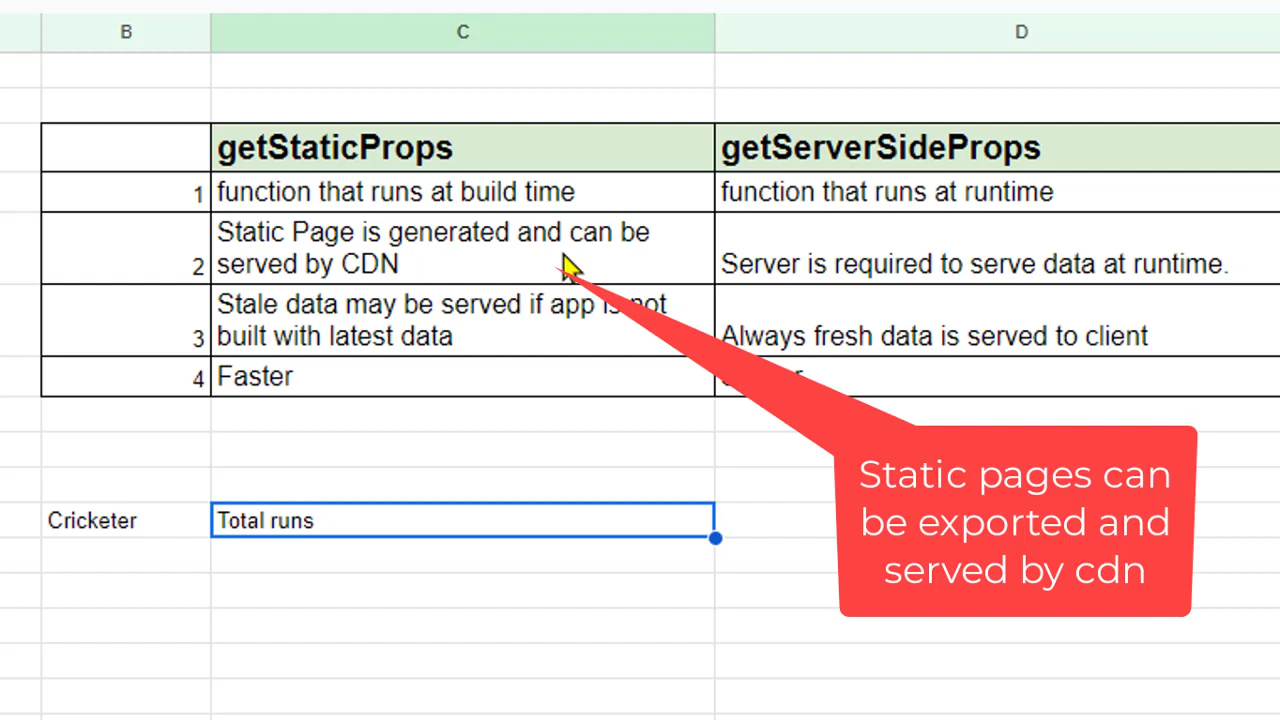 B C D
getStaticProps getServerSideProps
1 function that runs at build time function that runs at runtime
Static Page is generated and can be
2 served by CDN Server is required to serve data at runtime.
Stale data may be served if app is not
3 built with latest data Always fresh data is served to client
4 Faster
Static pages can
be exported and
served by cdn
Cricketer Total runs